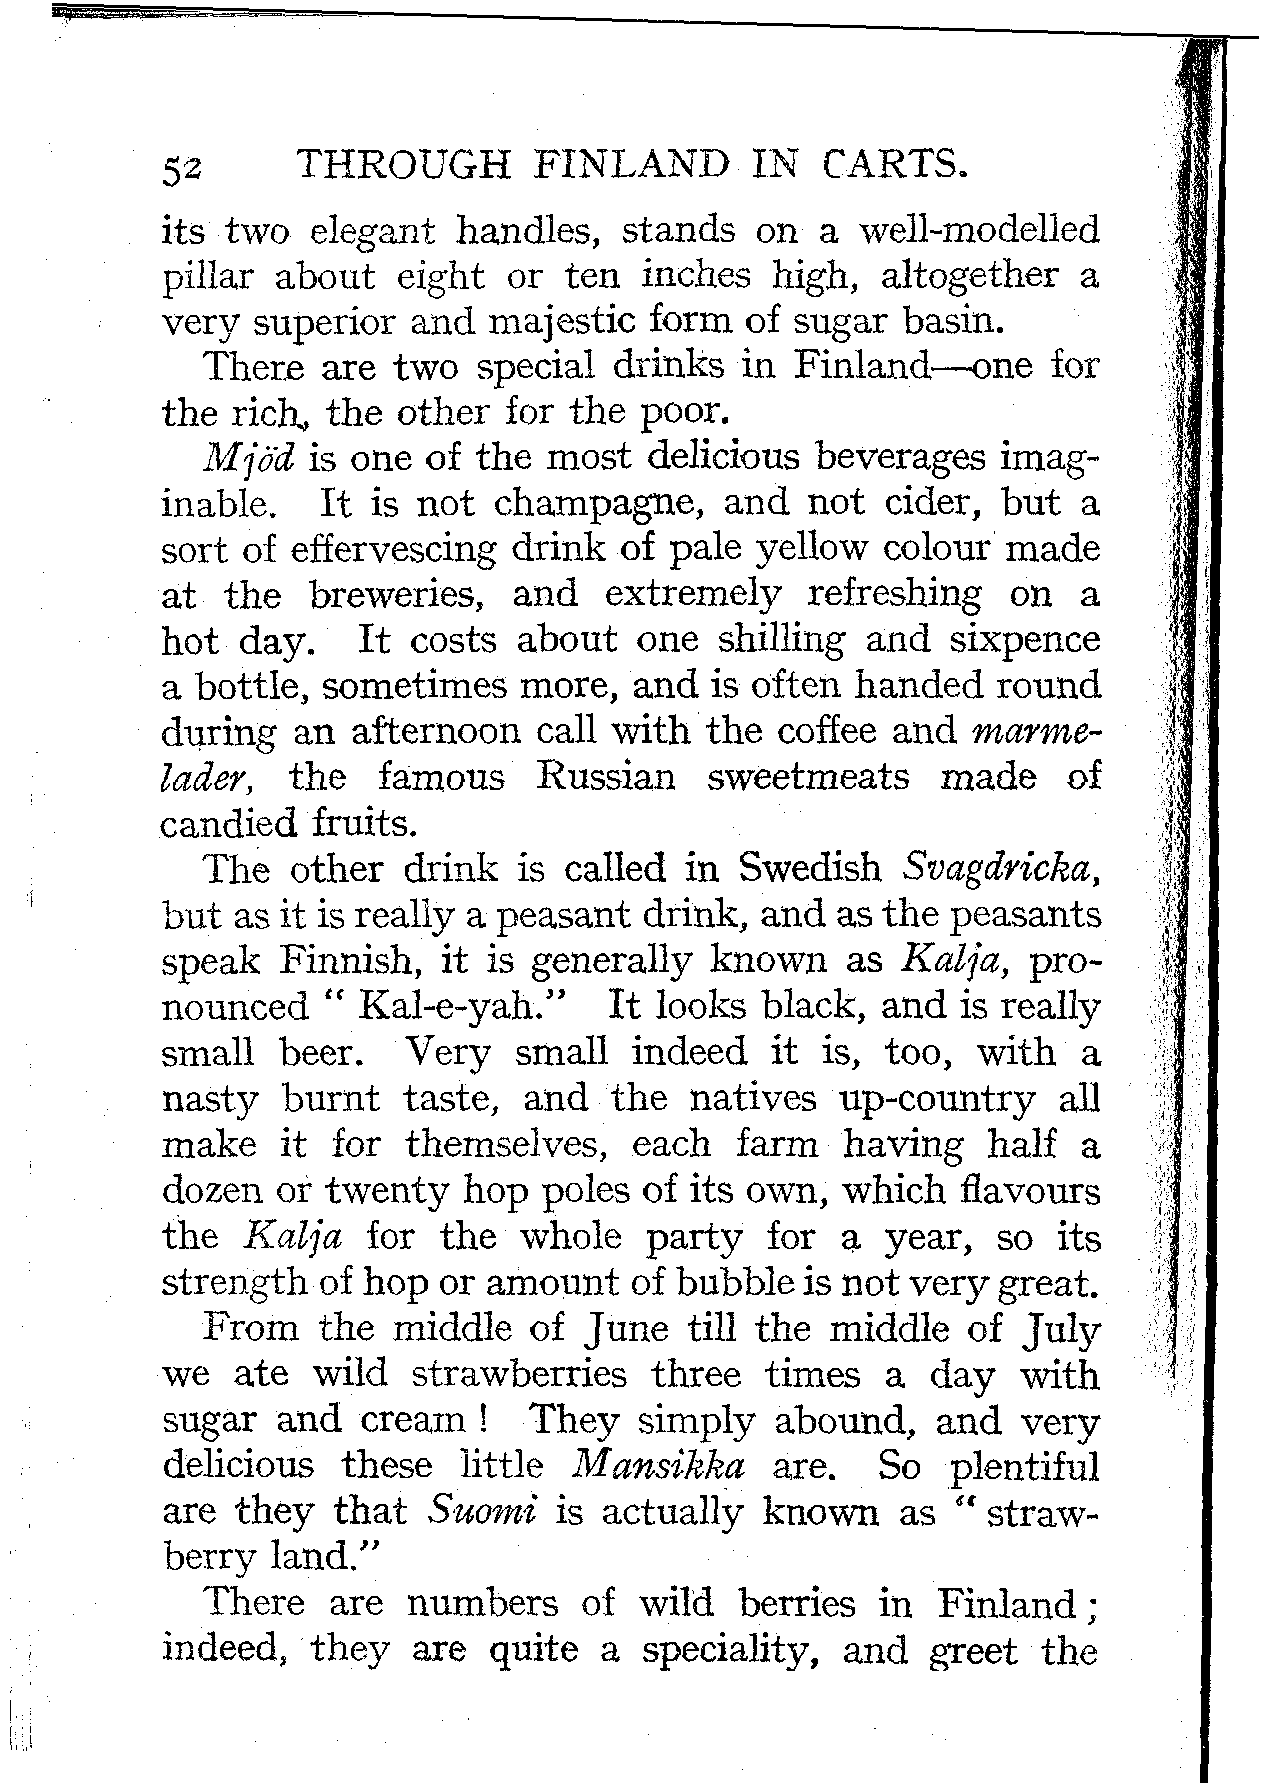 52 THROUGH FINLAND IN CARTS.
its two elegant handles, stands on a well-modelled
pillar about eight or ten inches high, altogether a
very superior and majestic form of sugar basin.
There are two special drinks in Finland—one for
the rich, the other for the poor.
Mjöd is one of the most delicious beverages imag-
inable. It is not champagne, and not cider, but a
sort of effervescing drink of pale yellow colour made
at the breweries, and extremely refreshing on a
hot day. It costs about one shilling and sixpence
a bottle, sometimes more, and is often handed round
during an afternoon call with the coffee and marme-
lader, the famous Russian sweetmeats made of
candied fruits.
The other drink is called in Swedish Svagdricka,
but as it is really a peasant drink, and as the peasants
speak Finnish, it is generally known as Kalja, pro-
nounced “ Kal-e-yah.” It looks black, and is really
small beer. Very small indeed it is, too, with a
nasty burnt taste, and the natives up-country all
make it for themselves, each farm having half a
dozen or twenty hop poles of its own, which flavours
the Kalja for the whole party for a year, so its
strength of hop or amount of bubble is not very great.
From the middle of June till the middle of July
we ate wild strawberries three times a day with
sugar and cream ! They simply abound, and very
delicious these little Mansikka are. So plentiful
are they that Suomi is actually known as “ straw-
berry land.”
There are numbers of wild berries in Finland ;
indeed, they are quite a speciality, and greet the